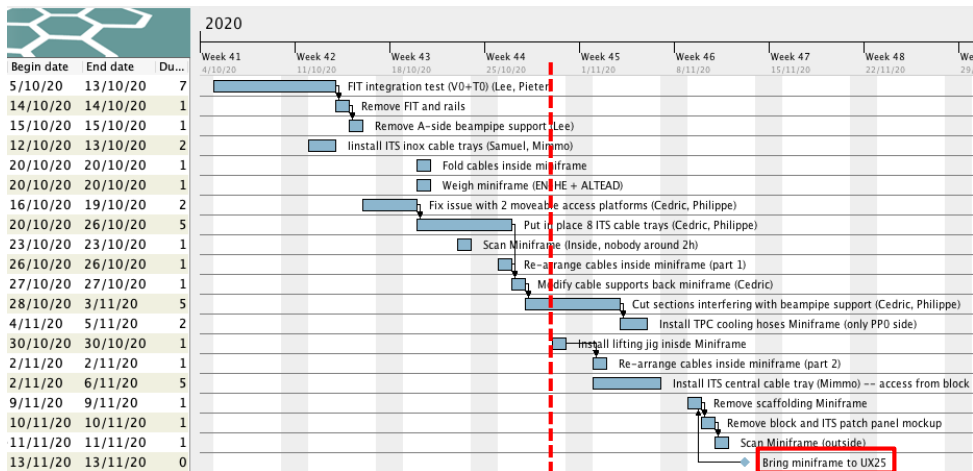 2020
Week 41 Week 42 Week 43 Week 44 Week 45 Week 46 Week 47 Week 48 We
Begin date End date Du... 4/10/20 11/10/20 18/10/20 25/10/20 1/11/20 8/11/20 15/11/20 22/11/20 29/
5/10/20 13/10/20 7 FIT integration test (V0+T0) (Lee, Pieter
14/10/20 14/10/20 1 Remove FIT and rails
15/10/20 15/10/20 1 Remove A-side beampipe support (Lee)
12/10/20 13/10/20 2 Iinstall ITS inox cable trays (Samuel, Mimmo)
20/10/20 20/10/20 1 Fold cables inside miniframe
20/10/20 20/10/20 1 Weigh miniframe (EN-HE + ALTEAD)
16/10/20 19/10/20 2 Fix issue with 2 moveable access platforms (Cedric, Philippe)
20/10/20 26/10/20 5 Put in place 8 ITS cable trays (Cedric, Philippe)
23/10/20 23/10/20 1 Scan Miniframe (Inside, nobody around 2h)
26/10/20 26/10/20 1 Re-arrange cables inside miniframe (part 1)
27/10/20 27/10/20 1 Modify cable supports back miniframe (Cedric)
28/10/20 3/11/20 5 Cut sections interfering with beampipe support (Cedric, Philippe)
4/11/20 5/11/20 2 Install TPC cooling hoses Miniframe (only PP0 side)
30/10/20 30/10/20 1 Install lifting jig inisde Miniframe
2/11/20 2/11/20 1 Re-arrange cables inside miniframe (part 2)
2/11/20 6/11/20 5 Install ITS central cable tray (Mimmo) -- access from block
9/11/20 9/11/20 1 Remove scaffolding Miniframe
10/11/20 10/11/20 1 Remove block and ITS patch panel mockup
11/11/20 11/11/20 1 Scan Miniframe (outside)
13/11/20 13/11/20 0 Bring miniframe to UX25